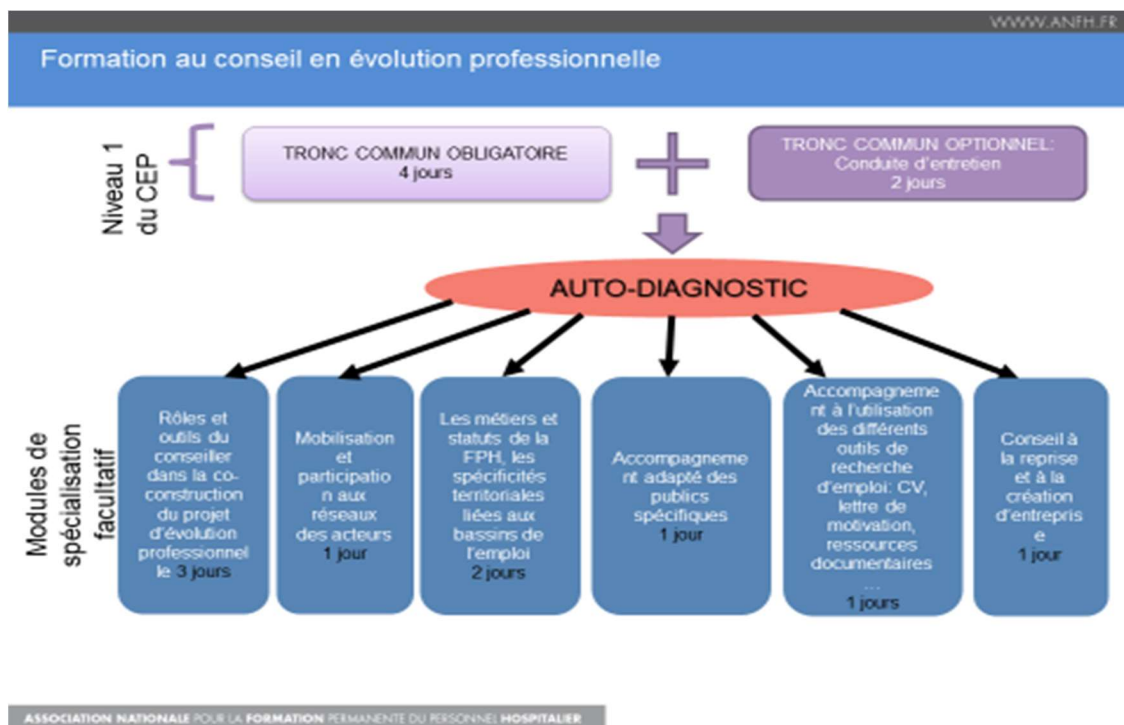 WWW.ANFH.FR
Formation au conseil en évolution professionnelle
Niveau 1
du CEP
TRONC COMMUN OBLIGATOIRE
4 jours
TRONC COMMUN OPTIONNEL:
Conduite d'entretien
2 jours
AUTO-DIAGNOSTIC
Modules de
spécialisation
facultatif
Rôles et
outils du
conseiller
dans la co-
construction
du projet
d'évolution
professionnel
le 3 jours
Mobilisation
et
participatio
n aux
réseaux
des acteurs
1 jour
Les métiers et
statuts de la
FPH, les
spécificités
territoriales
liées aux
bassins de
l'emploi
2 jours
Accompagneme
nt adapté des
publics
spécifiques
1 jour
Accompagneme
nt à l'utilisation
des différents
outils de
recherche
d'emploi: CV,
lettre de
motivation,
ressources
documentaires
...
1 jours
Conseil à
la reprise
et à la
création
d'entrepris
e
1 jour
ASSOCIATION NATIONALE POUR LA FORMATION PERMANENTE DU PERSONNEL HOSPITALIER